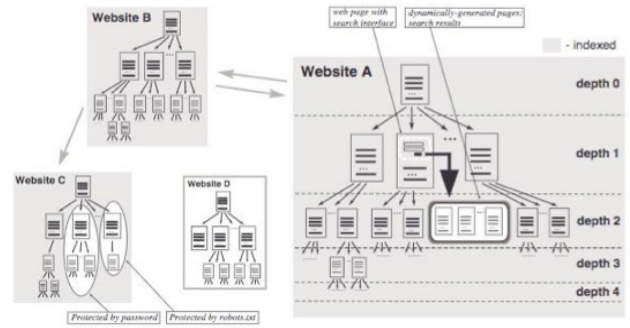 Website B
web page with
search interface
dynamically-generated pages:
search results
- indexed
Website A
depth 0
depth 1
Website C
Website D
depth 2
depth 3
depth 4
Protected by password
Protected by robots.txt